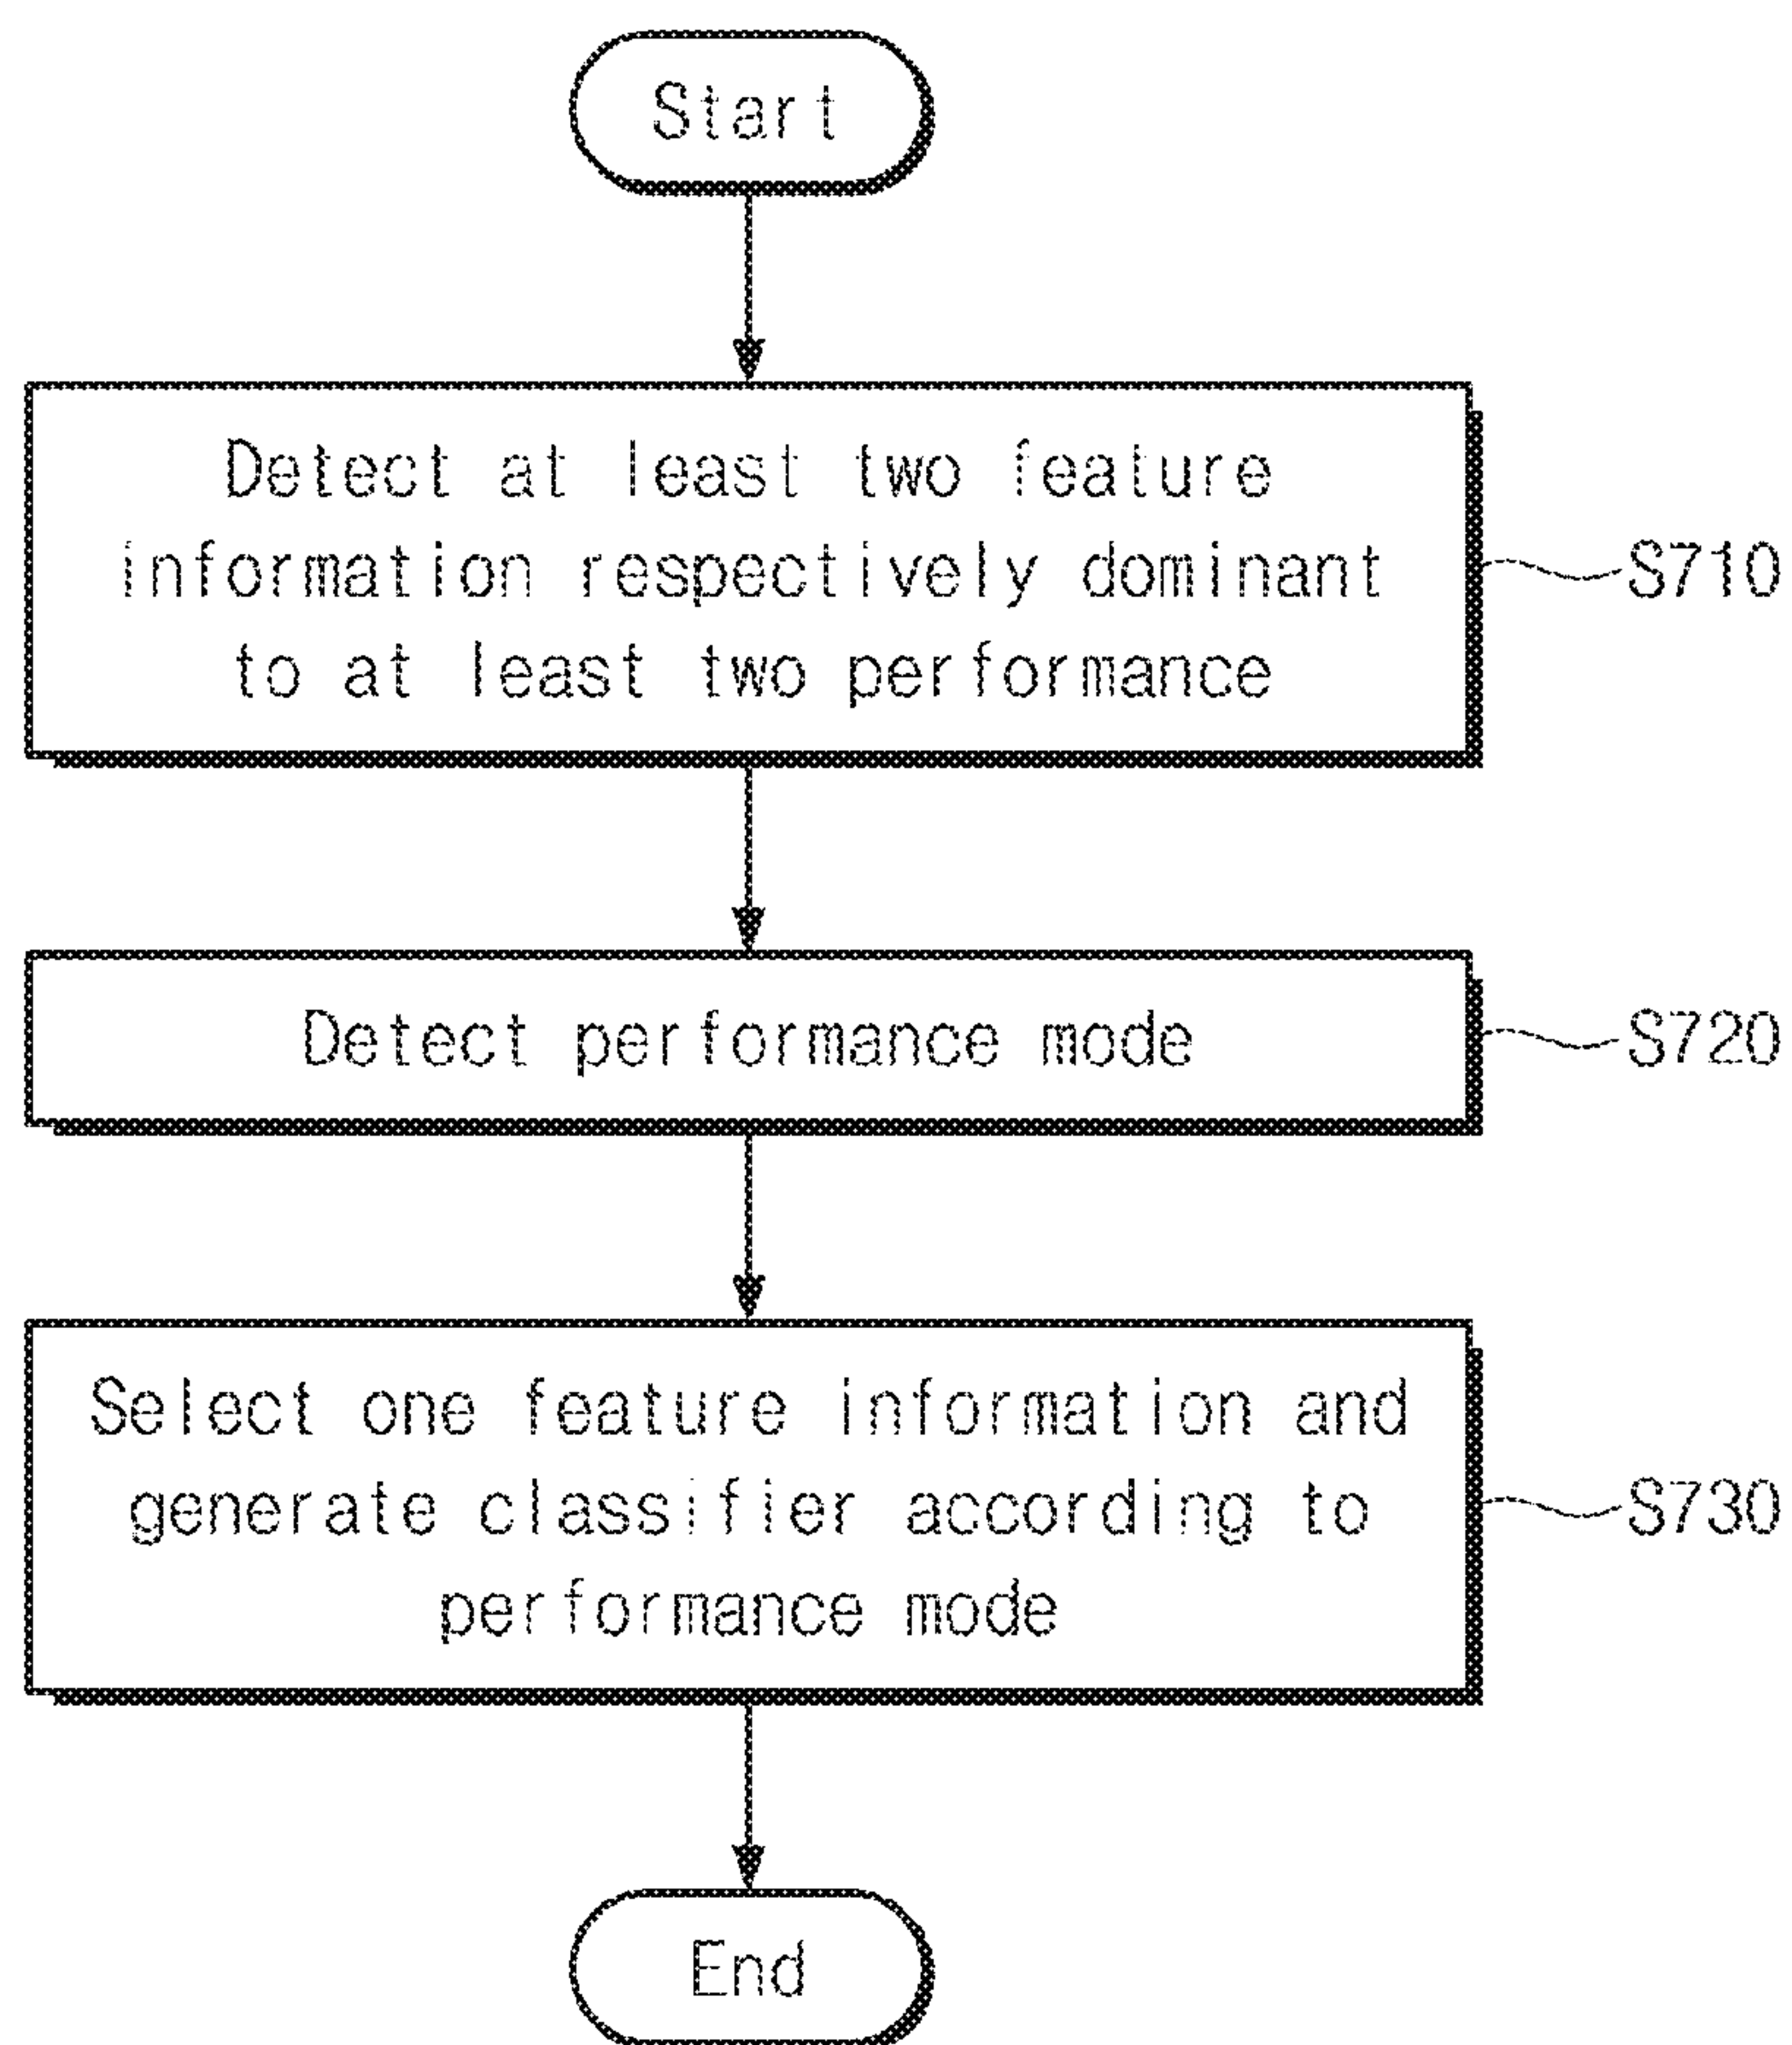 Start
Detect at least two feature
information respectively dominant
to at least two performance
S710
Detect performance mode
S720
Select one feature information and
generate classifier according to
performance mode
S730
End